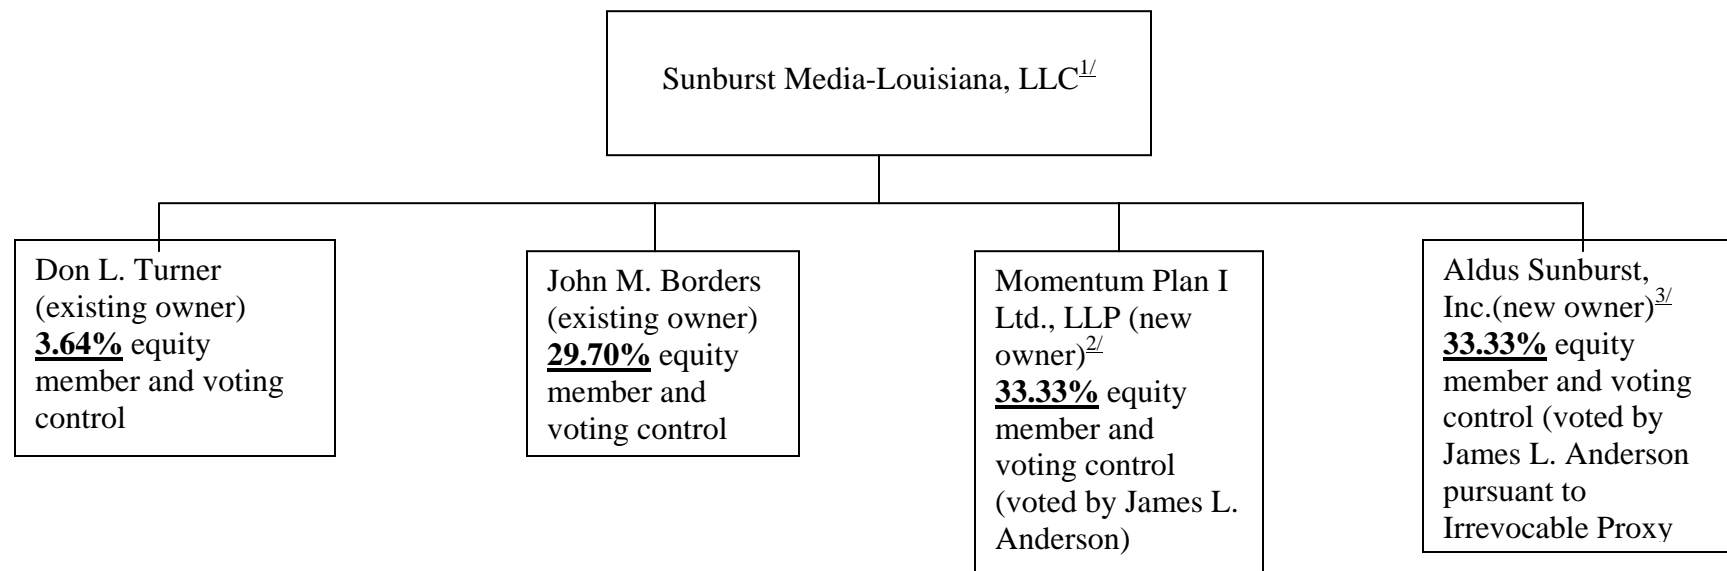 Sunburst Media-Louisiana, LLC1/
Don L. Turner
(existing owner)
3.64% equity
member and voting
control
John M. Borders
(existing owner)
29.70% equity
member and
voting control
Momentum Plan I
Ltd., LLP (new
owner)2/
33.33% equity
member and
voting control
(voted by James L.
Anderson)
Aldus Sunburst,
Inc.(new owner)3/
33.33% equity
member and voting
control (voted by
James L. Anderson
pursuant to
Irrevocable Proxy